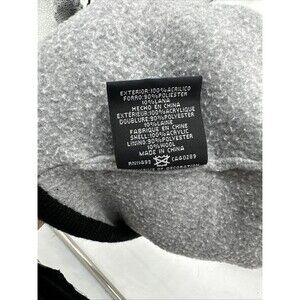 EXTERIOR:100%ACRILICO
FORRO:90%POLIESTER
10%LANA
HECHO EN CHINA
EXTÉRIEUR:100%ACRYLIQUE
DOUBLURE:90%POLYESTER
10%LAINE
FABRIQUE EN CHINE
SHELL:100%ACRYLIC
LINING:90%POLYESTER
10%WOOL
MADE IN CHINA